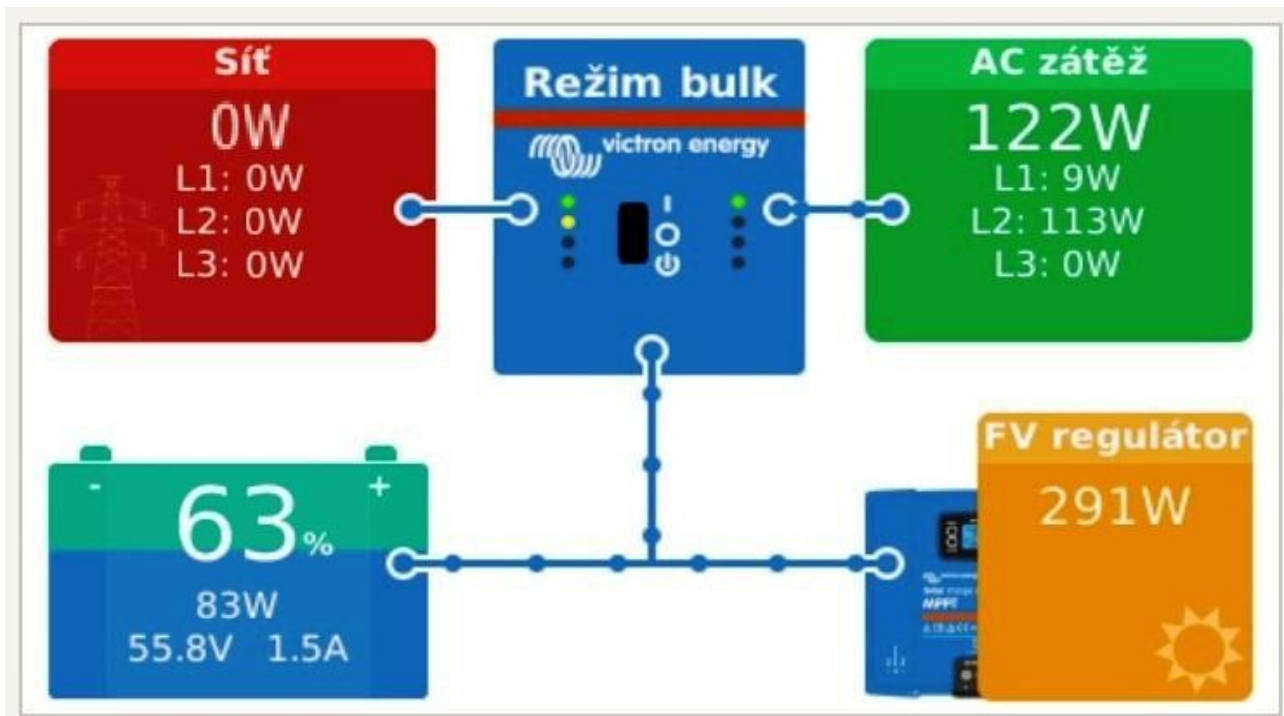 Síť
0W
L1: 0W
L2: 0W
L3: 0W
Režim bulk
victron energy
AC zátěž
122W
L1: 9W
L2: 113W
L3: 0W
- +
63%
83W
55.8V 1.5A
FV regulátor
291W
MPPT